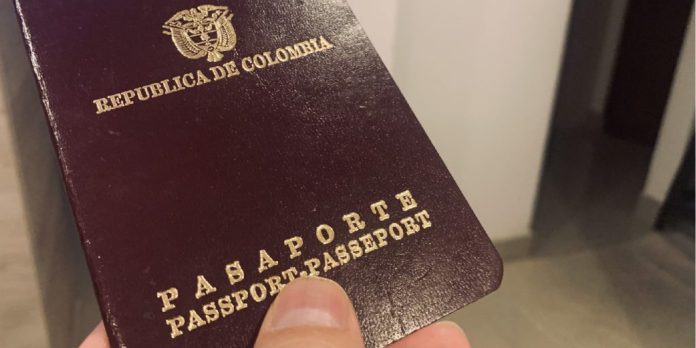 REPUBLICA DE COLOMBIA
PASAPORTE
PASSPORT-PASSEPORT